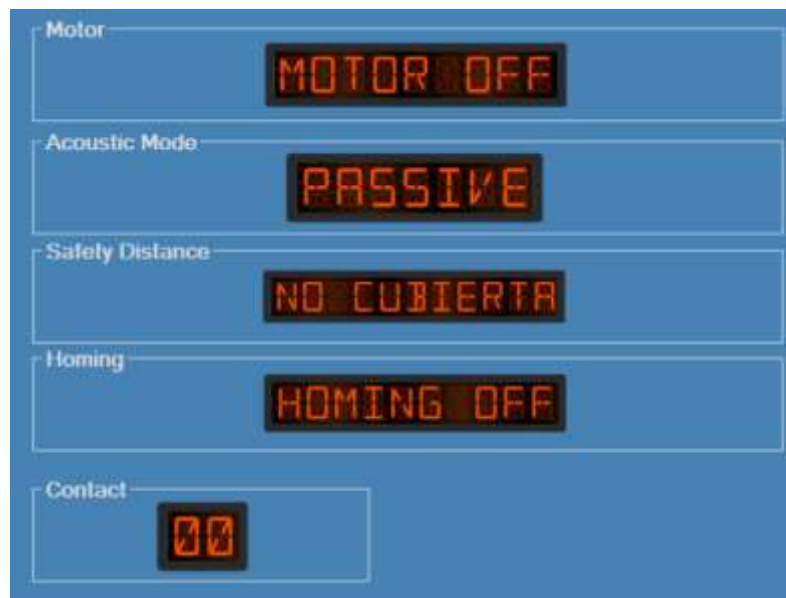 Motor
MOTOR OFF
Acoustic Mode
PASSIVE
Safety Distance
NO CUBIERTA
Homing
HOMING OFF
Contact
00